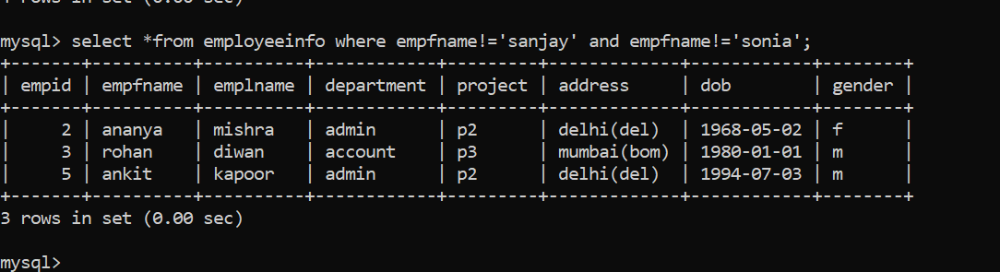 4 rows in set (0.00 sec)
mysql> select *from employeeinfo where empfname!='sanjay' and empfname!='sonia';
+-------+----------+----------+------------+---------+-------------+------------+--------+
| empid | empfname | emplname | department | project | address     | dob        | gender |
+-------+----------+----------+------------+---------+-------------+------------+--------+
|     2 | ananya   | mishra   | admin      | p2      | delhi(del)  | 1968-05-02 | f      |
|     3 | rohan    | diwan    | account    | p3      | mumbai(bom) | 1980-01-01 | m      |
|     5 | ankit    | kapoor   | admin      | p2      | delhi(del)  | 1994-07-03 | m      |
+-------+----------+----------+------------+---------+-------------+------------+--------+
3 rows in set (0.00 sec)
mysql>